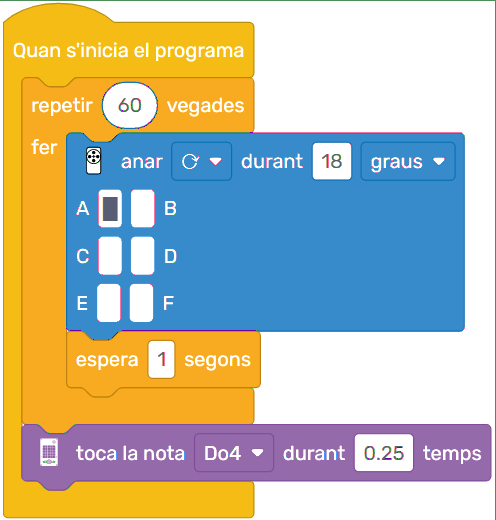 Quan s'inicia el programa
repetir 60 vegades
fer
anar durant 18 graus
A B
C D
E F
espera 1 segons
toca la nota Do4 durant 0.25 temps